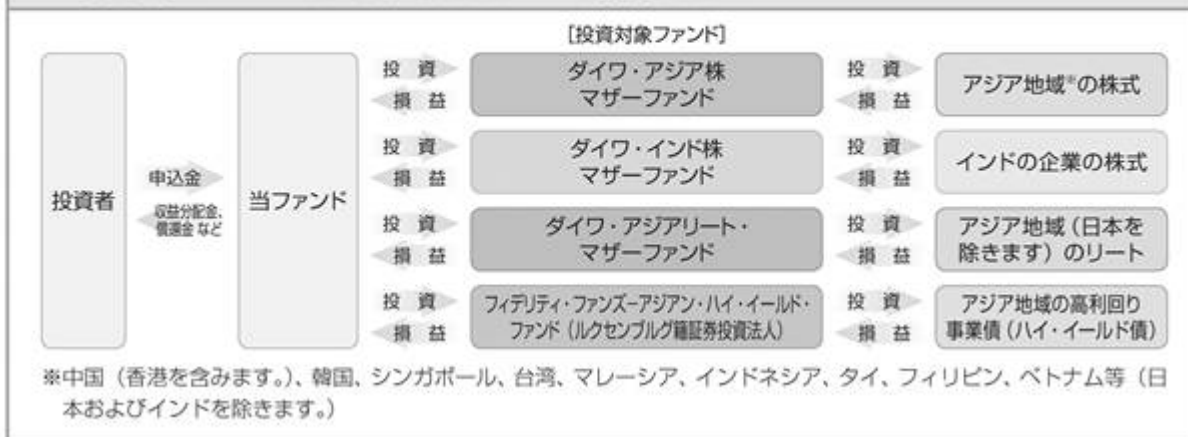 [投資対象ファンド]
投資者
申込金
収益分配金、
償還金 など
当ファンド
投資
損益
ダイワ・アジア株
マザーファンド
投資
損益
アジア地域※の株式
投資
損益
ダイワ・インド株
マザーファンド
投資
損益
インドの企業の株式
投資
損益
ダイワ・アジアリート・
マザーファンド
投資
損益
アジア地域(日本を
除きます)のリート
投資
損益
フィデリティ・ファンズ-アジアン・ハイ・イールド・
ファンド(ルクセンブルグ籍証券投資法人)
投資
損益
アジア地域の高利回り
事業債(ハイ・イールド債)
※中国(香港を含みます。)、韓国、シンガポール、台湾、マレーシア、インドネシア、タイ、フィリピン、ベトナム等(日
本およびインドを除きます。)